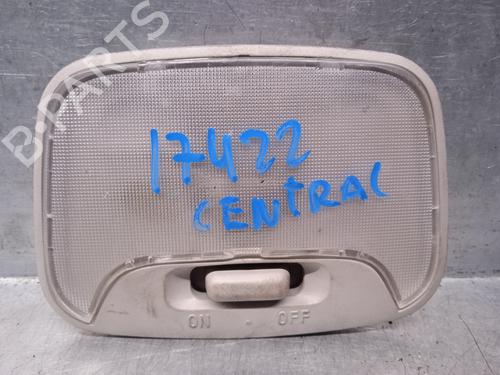 B-PARTS
17422
CENTRAL
ON • OFF